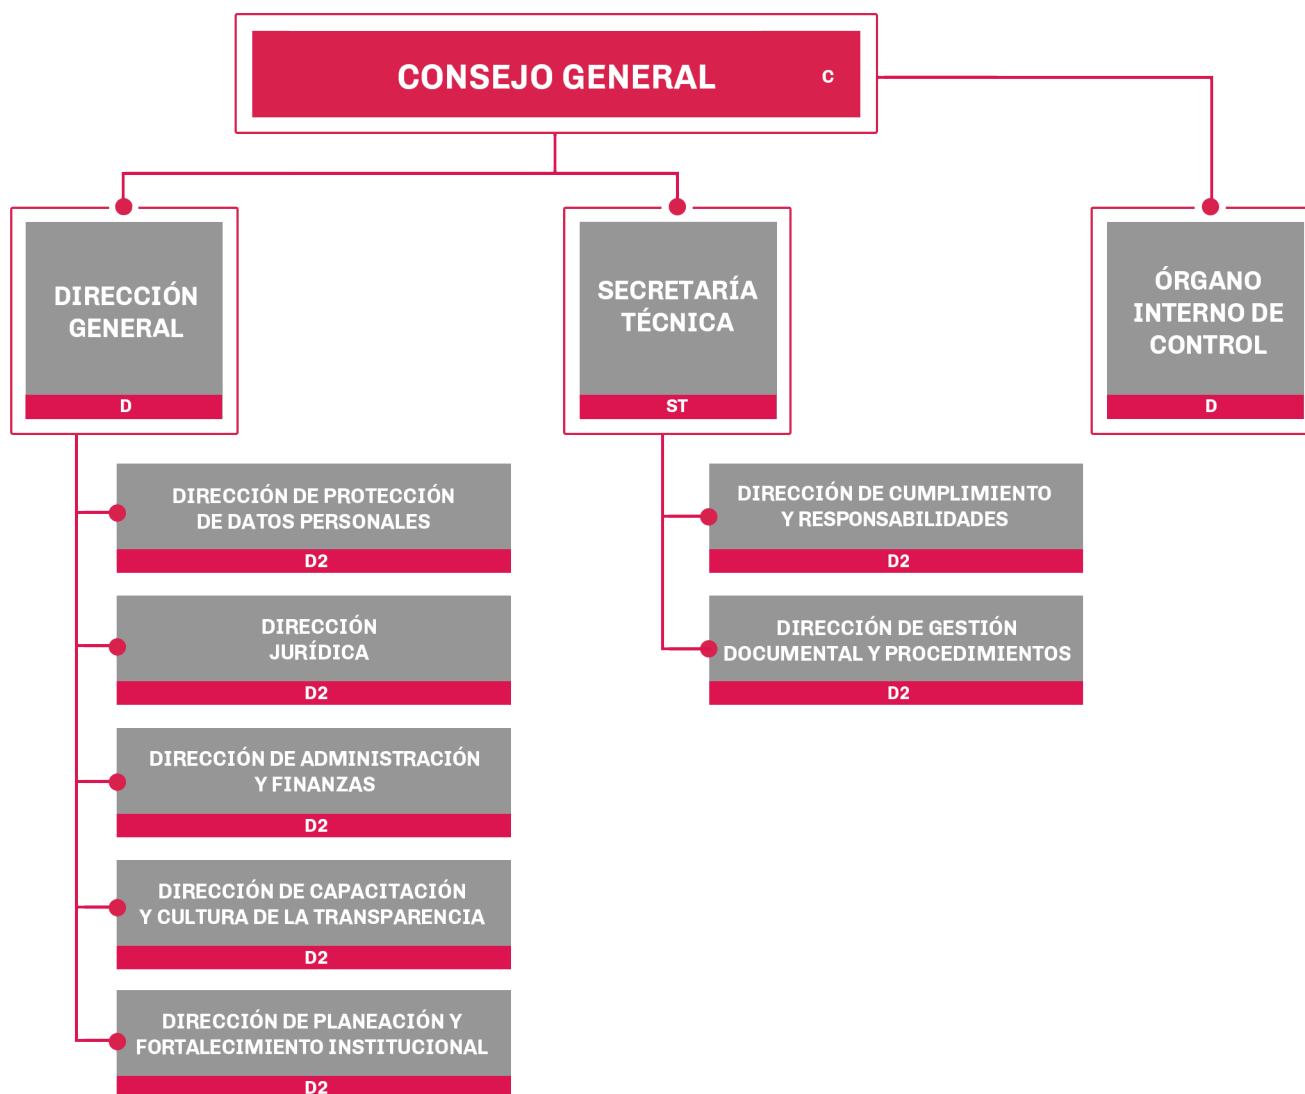 CONSEJO GENERAL C
DIRECCIÓN
GENERAL
D
SECRETARÍA
TÉCNICA
ST
ÓRGANO
INTERNO DE
CONTROL
D
DIRECCIÓN DE PROTECCIÓN
DE DATOS PERSONALES
D2
DIRECCIÓN
JURÍDICA
D2
DIRECCIÓN DE ADMINISTRACIÓN
Y FINANZAS
D2
DIRECCIÓN DE CAPACITACIÓN
Y CULTURA DE LA TRANSPARENCIA
D2
DIRECCIÓN DE PLANEACIÓN Y
FORTALECIMIENTO INSTITUCIONAL
D2
DIRECCIÓN DE CUMPLIMIENTO
Y RESPONSABILIDADES
D2
DIRECCIÓN DE GESTIÓN
DOCUMENTAL Y PROCEDIMIENTOS
D2